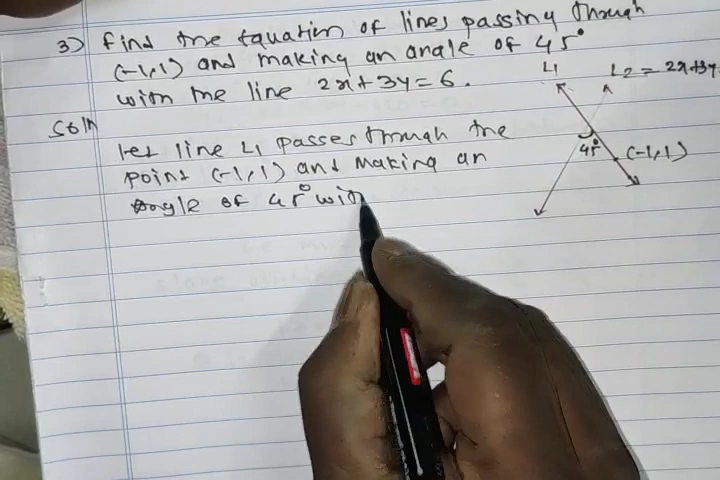 3) Find the Equation of lines passing through
(-1,1) and making an angle of 45°
with the line 2x+3y=6.
Soln
Let line L1 passes through the
point (-1,1) and making an
angle of 45° with
L1
L2 = 2x+3y
45°
(-1,1)